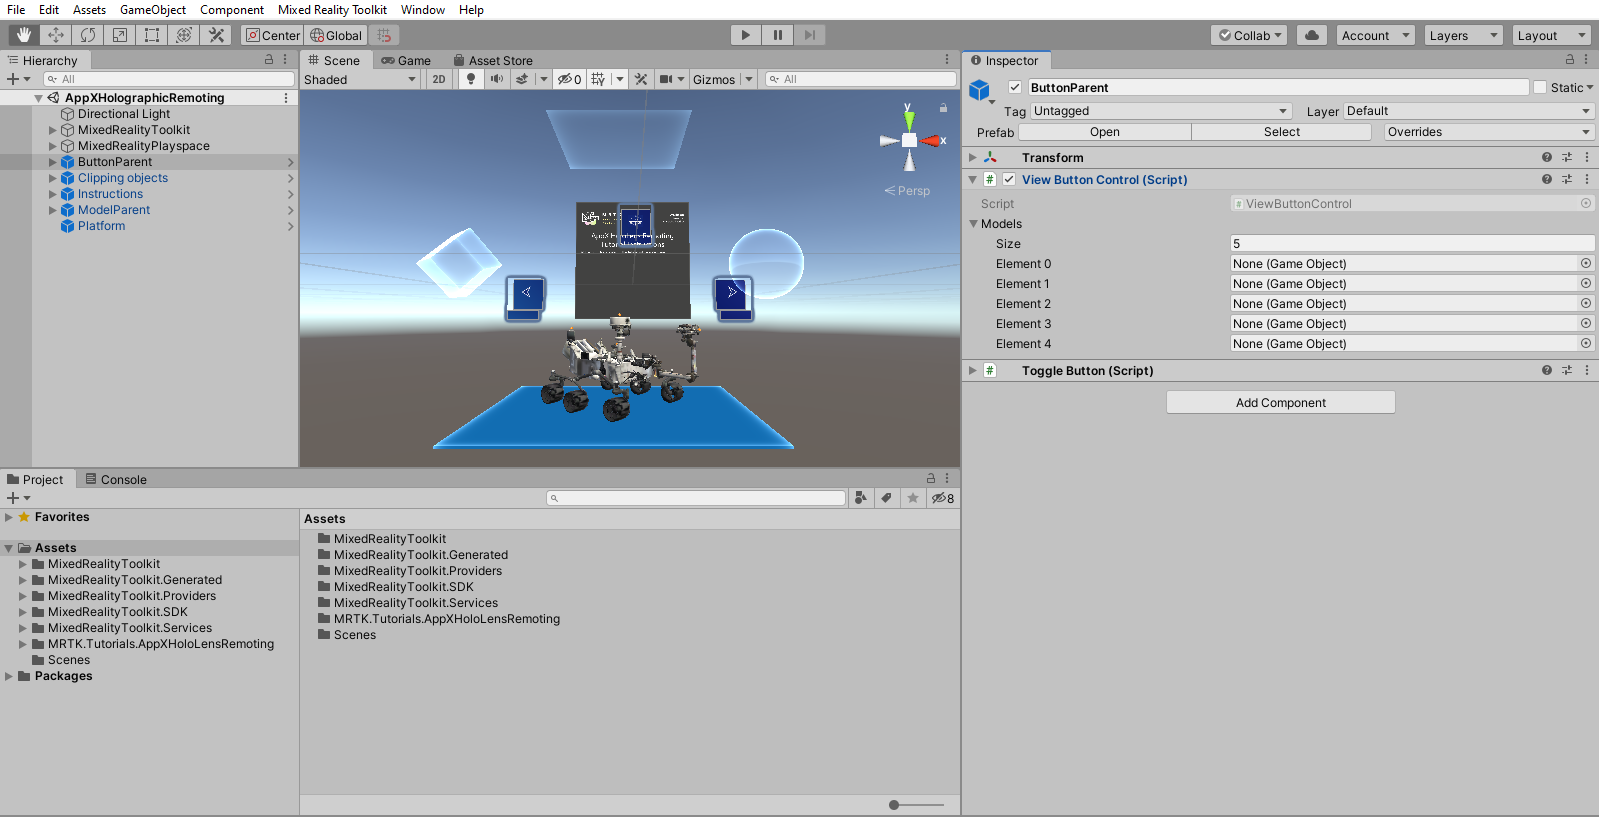 File Edit Assets GameObject Component Mixed Reality Toolkit Window Help
Center Global Collab Account Layers Layout
Hierarchy
All
AppXHolographicRemoting
Directional Light
MixedRealityToolkit
MixedRealityPlayspace
ButtonParent
Clipping objects
Instructions
ModelParent
Platform
Scene Game Asset Store
Shaded 2D 0 Gizmos All
y
x
Persp
AppX Holographic Remoting
Tutorial Instructions
Inspector
ButtonParent Static
Tag Untagged Layer Default
Prefab Open Select Overrides
Transform
# View Button Control (Script)
Script # ViewButtonControl
Models
Size 5
Element 0 None (Game Object)
Element 1 None (Game Object)
Element 2 None (Game Object)
Element 3 None (Game Object)
Element 4 None (Game Object)
# Toggle Button (Script)
Add Component
Project Console
8
Favorites
Assets
MixedRealityToolkit
MixedRealityToolkit.Generated
MixedRealityToolkit.Providers
MixedRealityToolkit.SDK
MixedRealityToolkit.Services
MRTK.Tutorials.AppXHoloLensRemoting
Scenes
Packages
Assets
MixedRealityToolkit
MixedRealityToolkit.Generated
MixedRealityToolkit.Providers
MixedRealityToolkit.SDK
MixedRealityToolkit.Services
MRTK.Tutorials.AppXHoloLensRemoting
Scenes